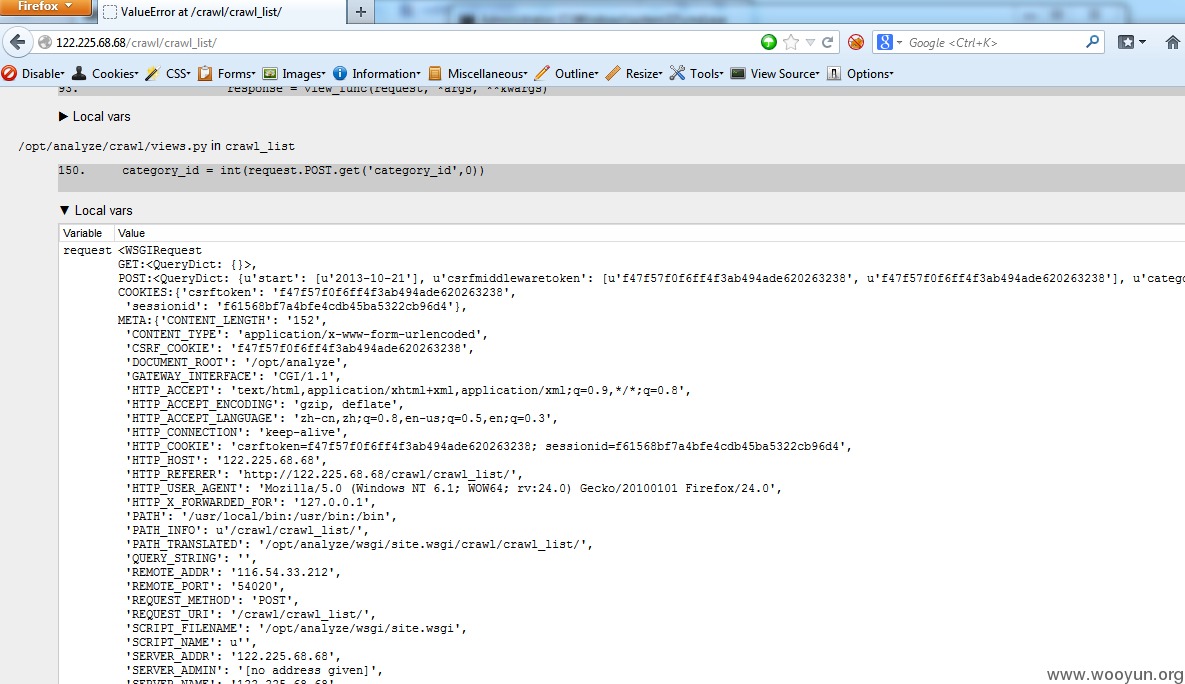 Firefox
ValueError at /crawl/crawl_list/
122.225.68.68/crawl/crawl_list/
Google <Ctrl+K>
Disable Cookies CSS Forms Images Information Miscellaneous Outline Resize Tools View Source Options
93. response = view_func(request, *args, **kwargs)
▶ Local vars
/opt/analyze/crawl/views.py in crawl_list
150. category_id = int(request.POST.get('category_id',0))
▼ Local vars
Variable Value
request <WSGIRequest
GET:<QueryDict: {}>,
POST:<QueryDict: {u'start': [u'2013-10-21'], u'csrfmiddlewaretoken': [u'f47f57f0f6ff4f3ab494ade620263238', u'f47f57f0f6ff4f3ab494ade620263238'], u'catego
COOKIES:{'csrftoken': 'f47f57f0f6ff4f3ab494ade620263238',
'sessionid': 'f61568bf7a4bfe4cdb45ba5322cb96d4'},
META:{'CONTENT_LENGTH': '152',
'CONTENT_TYPE': 'application/x-www-form-urlencoded',
'CSRF_COOKIE': 'f47f57f0f6ff4f3ab494ade620263238',
'DOCUMENT_ROOT': '/opt/analyze',
'GATEWAY_INTERFACE': 'CGI/1.1',
'HTTP_ACCEPT': 'text/html,application/xhtml+xml,application/xml;q=0.9,*/*;q=0.8',
'HTTP_ACCEPT_ENCODING': 'gzip, deflate',
'HTTP_ACCEPT_LANGUAGE': 'zh-cn,zh;q=0.8,en-us;q=0.5,en;q=0.3',
'HTTP_CONNECTION': 'keep-alive',
'HTTP_COOKIE': 'csrftoken=f47f57f0f6ff4f3ab494ade620263238; sessionid=f61568bf7a4bfe4cdb45ba5322cb96d4',
'HTTP_HOST': '122.225.68.68',
'HTTP_REFERER': 'http://122.225.68.68/crawl/crawl_list/',
'HTTP_USER_AGENT': 'Mozilla/5.0 (Windows NT 6.1; WOW64; rv:24.0) Gecko/20100101 Firefox/24.0',
'HTTP_X_FORWARDED_FOR': '127.0.0.1',
'PATH': '/usr/local/bin:/usr/bin:/bin',
'PATH_INFO': u'/crawl/crawl_list/',
'PATH_TRANSLATED': '/opt/analyze/wsgi/site.wsgi/crawl/crawl_list/',
'QUERY_STRING': '',
'REMOTE_ADDR': '116.54.33.212',
'REMOTE_PORT': '54020',
'REQUEST_METHOD': 'POST',
'REQUEST_URI': '/crawl/crawl_list/',
'SCRIPT_FILENAME': '/opt/analyze/wsgi/site.wsgi',
'SCRIPT_NAME': u'',
'SERVER_ADDR': '122.225.68.68',
'SERVER_ADMIN': '[no address given]',
'SERVER_NAME': '122.225.68.68'
www.wooyun.org